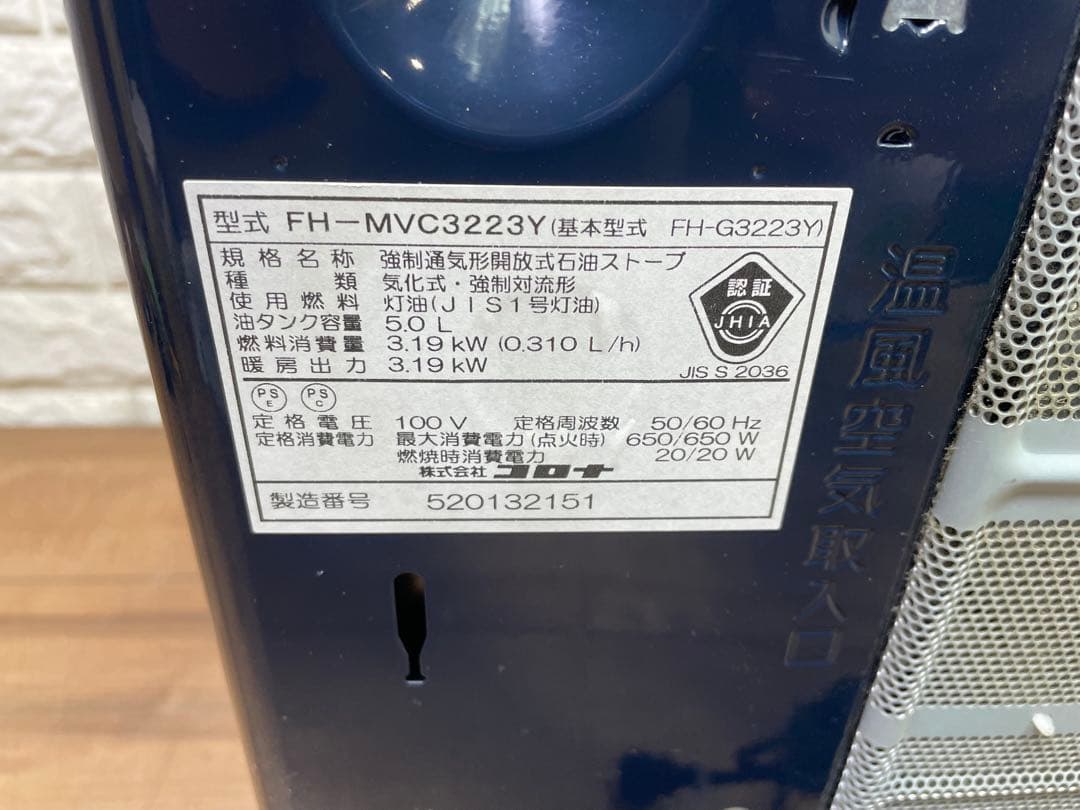 型式 FH-MVC3223Y(基本型式 FH-G3223Y)
規格名称 強制通気形開放式石油ストーブ
種類 気化式・強制対流形
使用燃料 灯油(JIS1号灯油)
油タンク容量 5.0 L
燃料消費量 3.19 kW (0.310 L/h)
暖房出力 3.19 kW
認証
JHIA
JIS S 2036
PS E
PS C
定格電圧 100 V 定格周波数 50/60 Hz
定格消費電力 最大消費電力(点火時) 650/650 W
燃焼時消費電力 20/20 W
株式会社 コロナ
製造番号 520132151
温風空気取入口